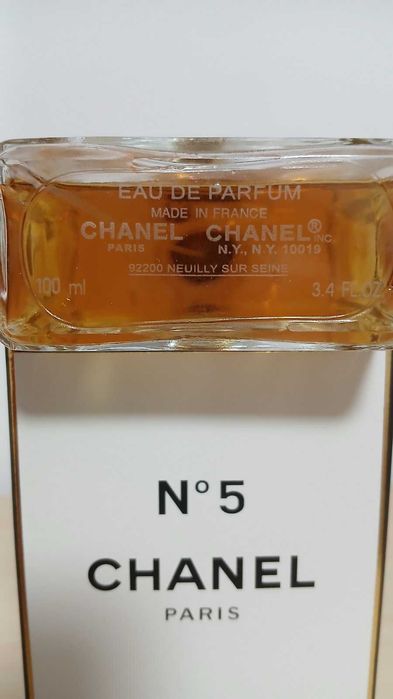 EAU DE PARFUM
MADE IN FRANCE
CHANEL CHANEL® INC.
PARIS N.Y., N.Y. 10019
92200 NEUILLY SUR SEINE
100 ml 3.4 FL.OZ.
N° 5
CHANEL
PARIS